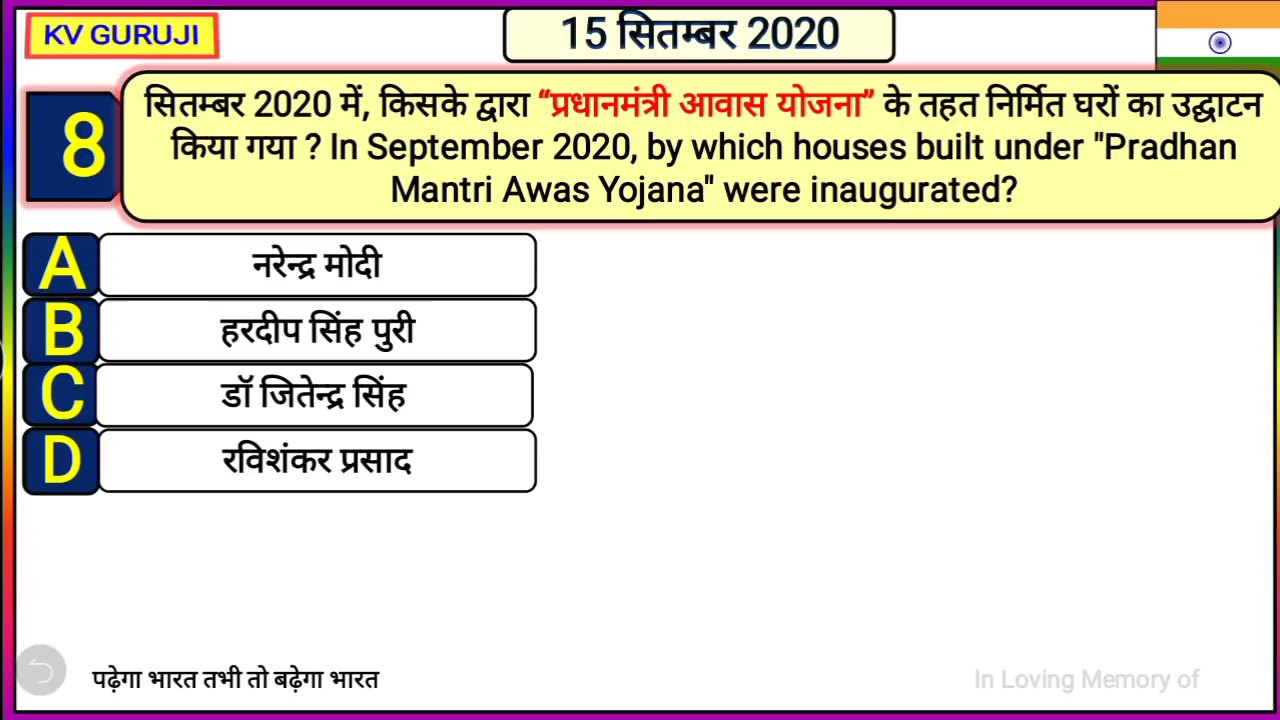 KV GURUJI
15 सितम्बर 2020
8
सितम्बर 2020 में, किसके द्वारा “प्रधानमंत्री आवास योजना” के तहत निर्मित घरों का उद्घाटन
किया गया ? In September 2020, by which houses built under "Pradhan
Mantri Awas Yojana" were inaugurated?
A नरेन्द्र मोदी
B हरदीप सिंह पुरी
C डॉ जितेन्द्र सिंह
D रविशंकर प्रसाद
पढ़ेगा भारत तभी तो बढ़ेगा भारत
In Loving Memory of